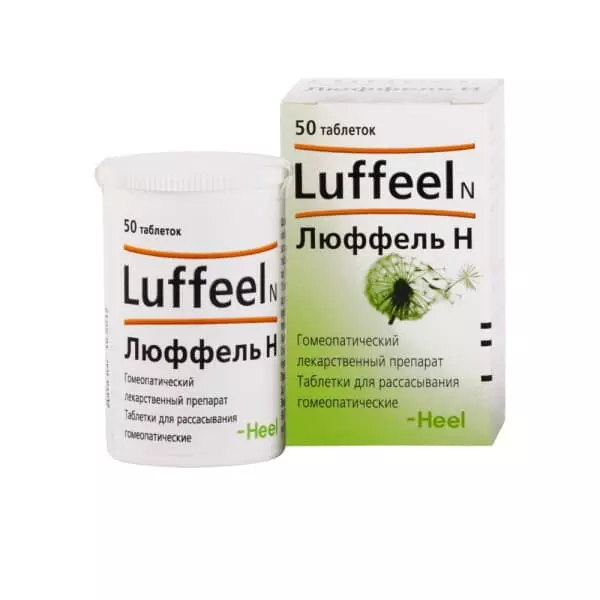 Люффель Н
50 таблеток
Luffeel N
Люффель Н
Гомеопатический
лекарственный препарат
Таблетки для рассасывания
гомеопатические
-Heel
50 таблеток
Luffeel N
Люффель Н
Гомеопатический
лекарственный препарат
Таблетки для рассасывания
гомеопатические
-Heel